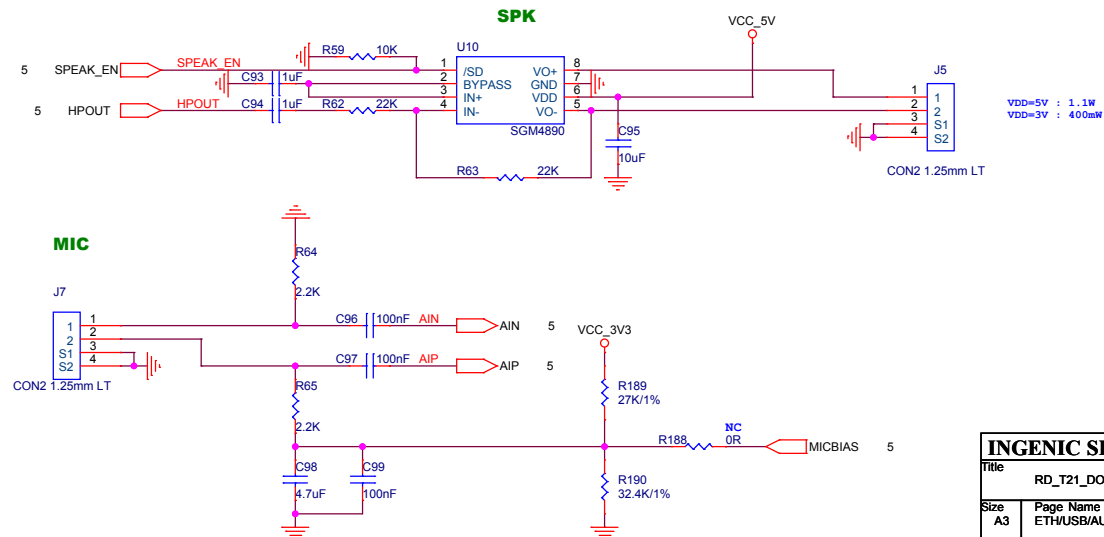 SPK
VCC_5V
R59 10K
U10
5 SPEAK_EN SPEAK_EN
C93 1uF
5 HPOUT HPOUT
C94 1uF R62 22K
1 /SD VO+ 8
2 BYPASS GND 7
3 IN+ VDD 6
4 IN- VO- 5
SGM4890
C95
10uF
R63 22K
J5
1 1
2 2
3 S1
4 S2
CON2 1.25mm LT
VDD=5V : 1.1W
VDD=3V : 400mW
MIC
R64
2.2K
J7
1 1
2 2
S1 3
S2 4
CON2 1.25mm LT
C96 100nF AIN AIN 5
C97 100nF AIP AIP 5
VCC_3V3
R65
2.2K
R189
27K/1%
NC
R188 0R MICBIAS 5
C98
4.7uF
C99
100nF
R190
32.4K/1%
INGENIC SE
Title
RD_T21_DO
Size Page Name
A3 ETH/USB/AU